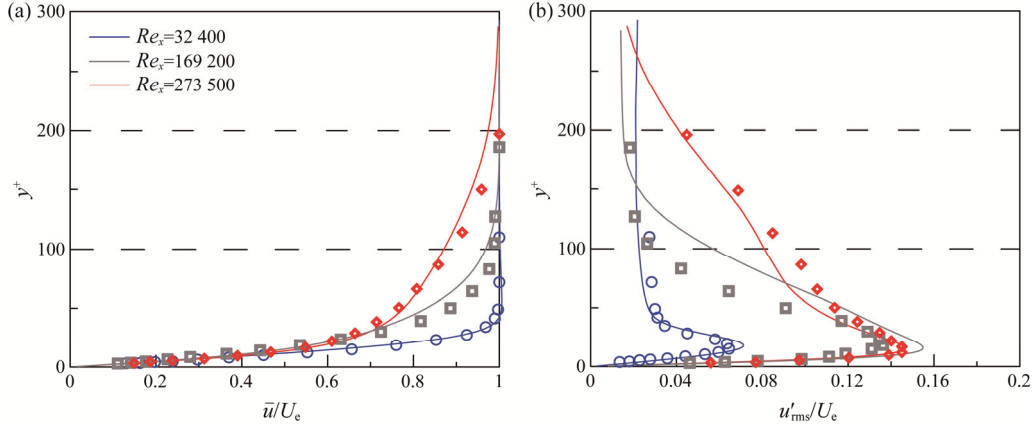 (a)
300
Re_x=32 400
Re_x=169 200
Re_x=273 500
200
y⁺
100
0
0 0.2 0.4 0.6 0.8 1
ū/U_e
(b)
300
200
y⁺
100
0
0 0.04 0.08 0.12 0.16 0.2
u′_rms/U_e